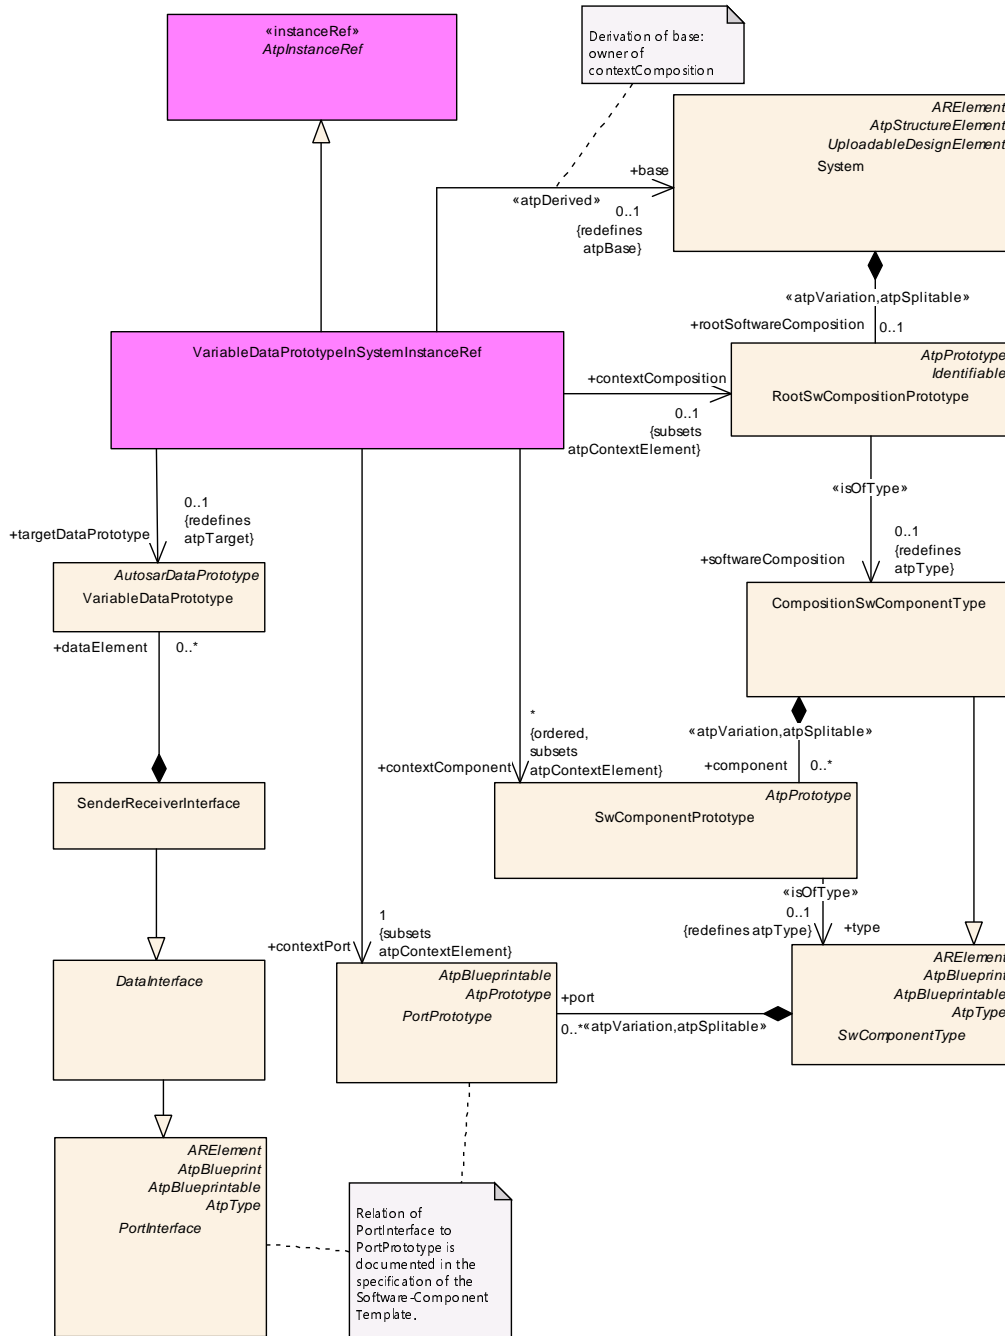 «instanceRef»
AtpInstanceRef
Derivation of base:
owner of
contextComposition
ARElement
AtpStructureElement
UploadableDesignElement
System
+base
«atpDerived»
0..1
{redefines
atpBase}
«atpVariation,atpSplitable»
+rootSoftwareComposition
0..1
VariableDataPrototypeInSystemInstanceRef
AtpPrototype
Identifiable
RootSwCompositionPrototype
+contextComposition
0..1
{subsets
atpContextElement}
«isOfType»
0..1
{redefines
atpType}
+softwareComposition
0..1
{redefines
atpTarget}
+targetDataPrototype
AutosarDataPrototype
VariableDataPrototype
CompositionSwComponentType
+dataElement
0..*
*
{ordered,
subsets
atpContextElement}
+contextComponent
«atpVariation,atpSplitable»
+component
0..*
SenderReceiverInterface
AtpPrototype
SwComponentPrototype
«isOfType»
0..1
{redefines atpType}
+type
1
{subsets
atpContextElement}
+contextPort
DataInterface
AtpBlueprintable
AtpPrototype
PortPrototype
+port
0..*
«atpVariation,atpSplitable»
ARElement
AtpBlueprint
AtpBlueprintable
AtpType
SwComponentType
ARElement
AtpBlueprint
AtpBlueprintable
AtpType
PortInterface
Relation of
PortInterface to
PortPrototype is
documented in the
specification of the
Software-Component
Template.